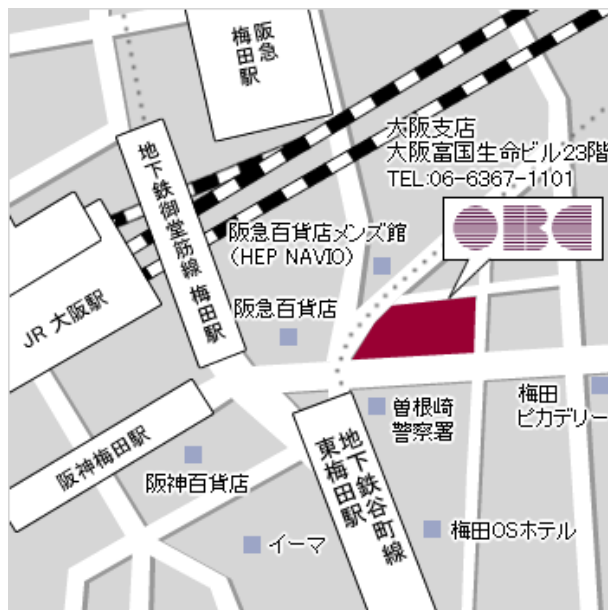 阪急
梅田駅
大阪支店
大阪富国生命ビル23階
TEL:06-6367-1101
OBC
地下鉄御堂筋線 梅田駅
阪急百貨店メンズ館
(HEP NAVIO)
JR 大阪駅
阪急百貨店
阪神梅田駅
曽根崎
警察署
梅田
ピカデリー
地下鉄谷町線
東梅田駅
阪神百貨店
梅田OSホテル
イーマ